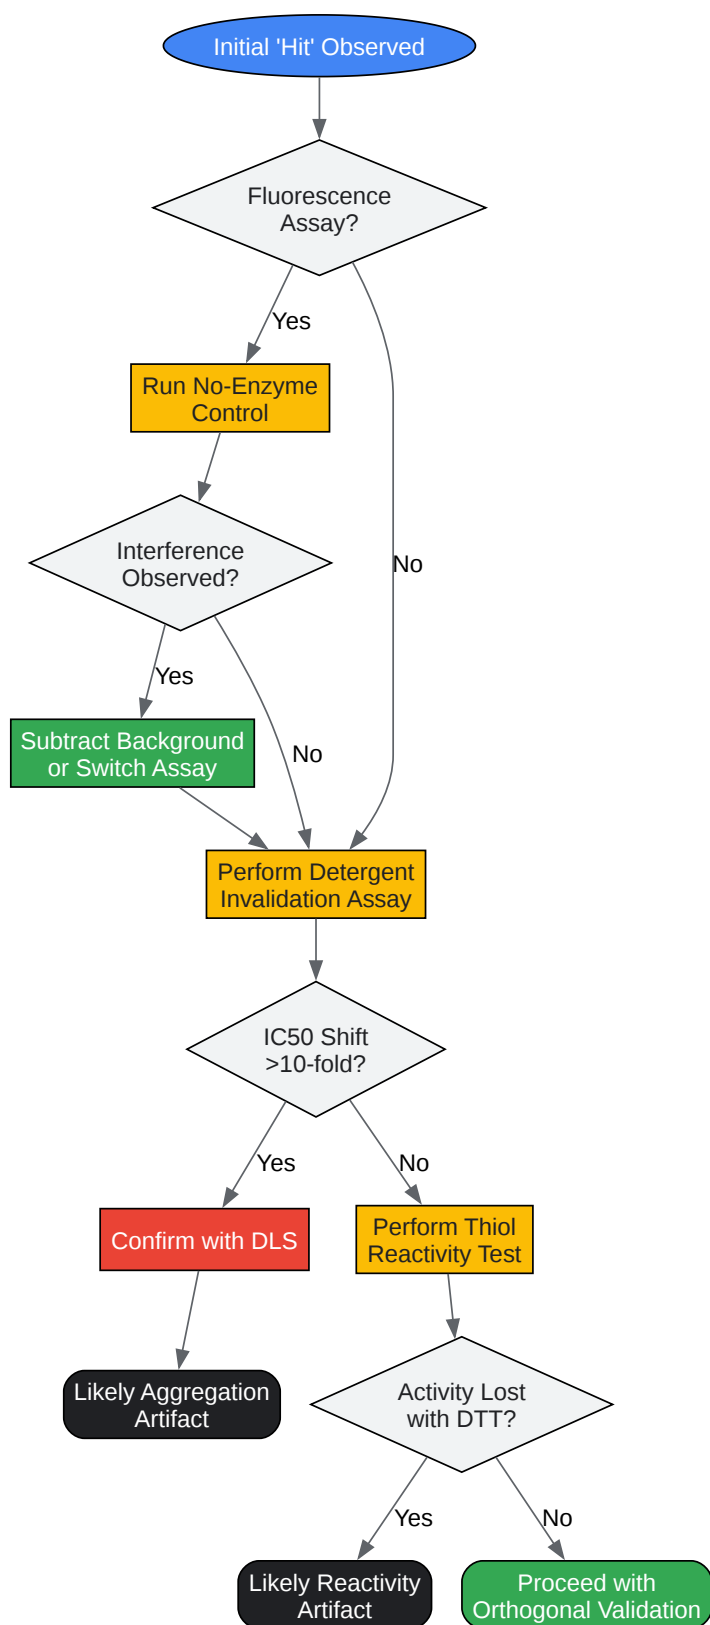 Initial 'Hit' Observed
Fluorescence
Assay?
Yes
No
Run No-Enzyme
Control
Interference
Observed?
Yes
No
Subtract Background
or Switch Assay
Perform Detergent
Invalidation Assay
IC50 Shift
>10-fold?
Yes
No
Confirm with DLS
Perform Thiol
Reactivity Test
Likely Aggregation
Artifact
Activity Lost
with DTT?
Yes
No
Likely Reactivity
Artifact
Proceed with
Orthogonal Validation